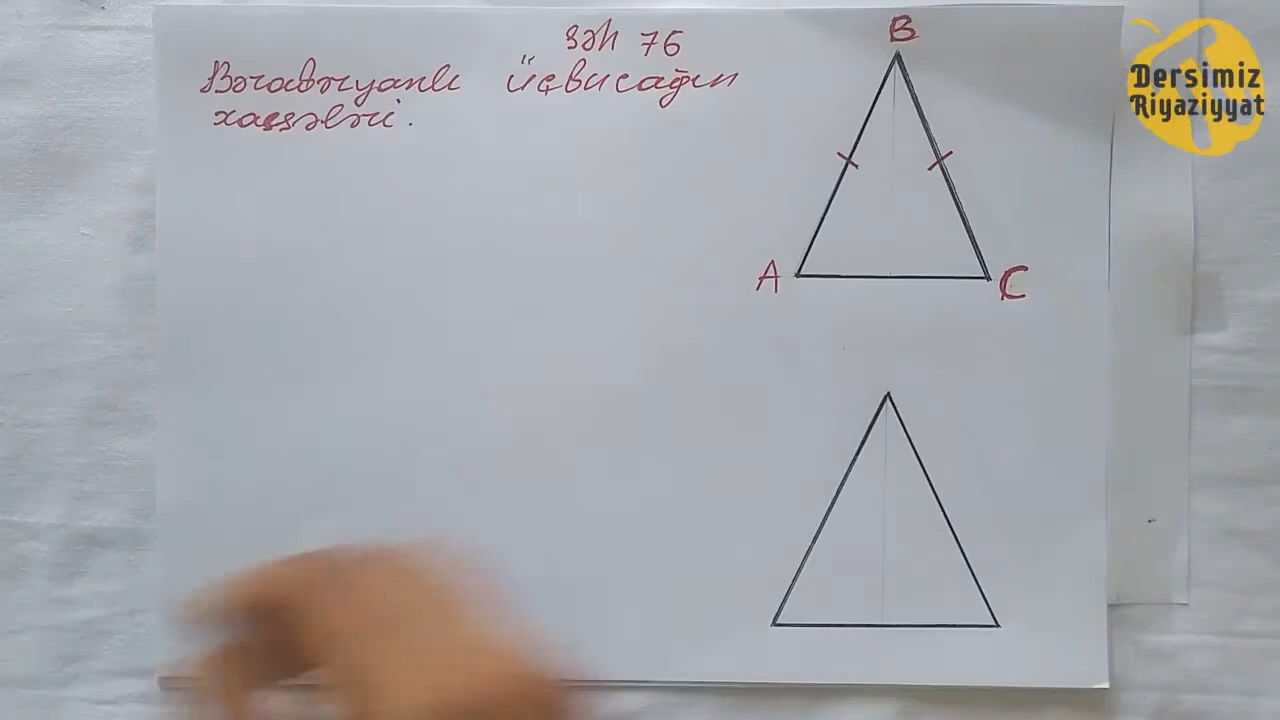 səh 76
Bərabəryanlı üçbucağın
xassələri.
B
A
C
Dersimiz
Riyaziyyat